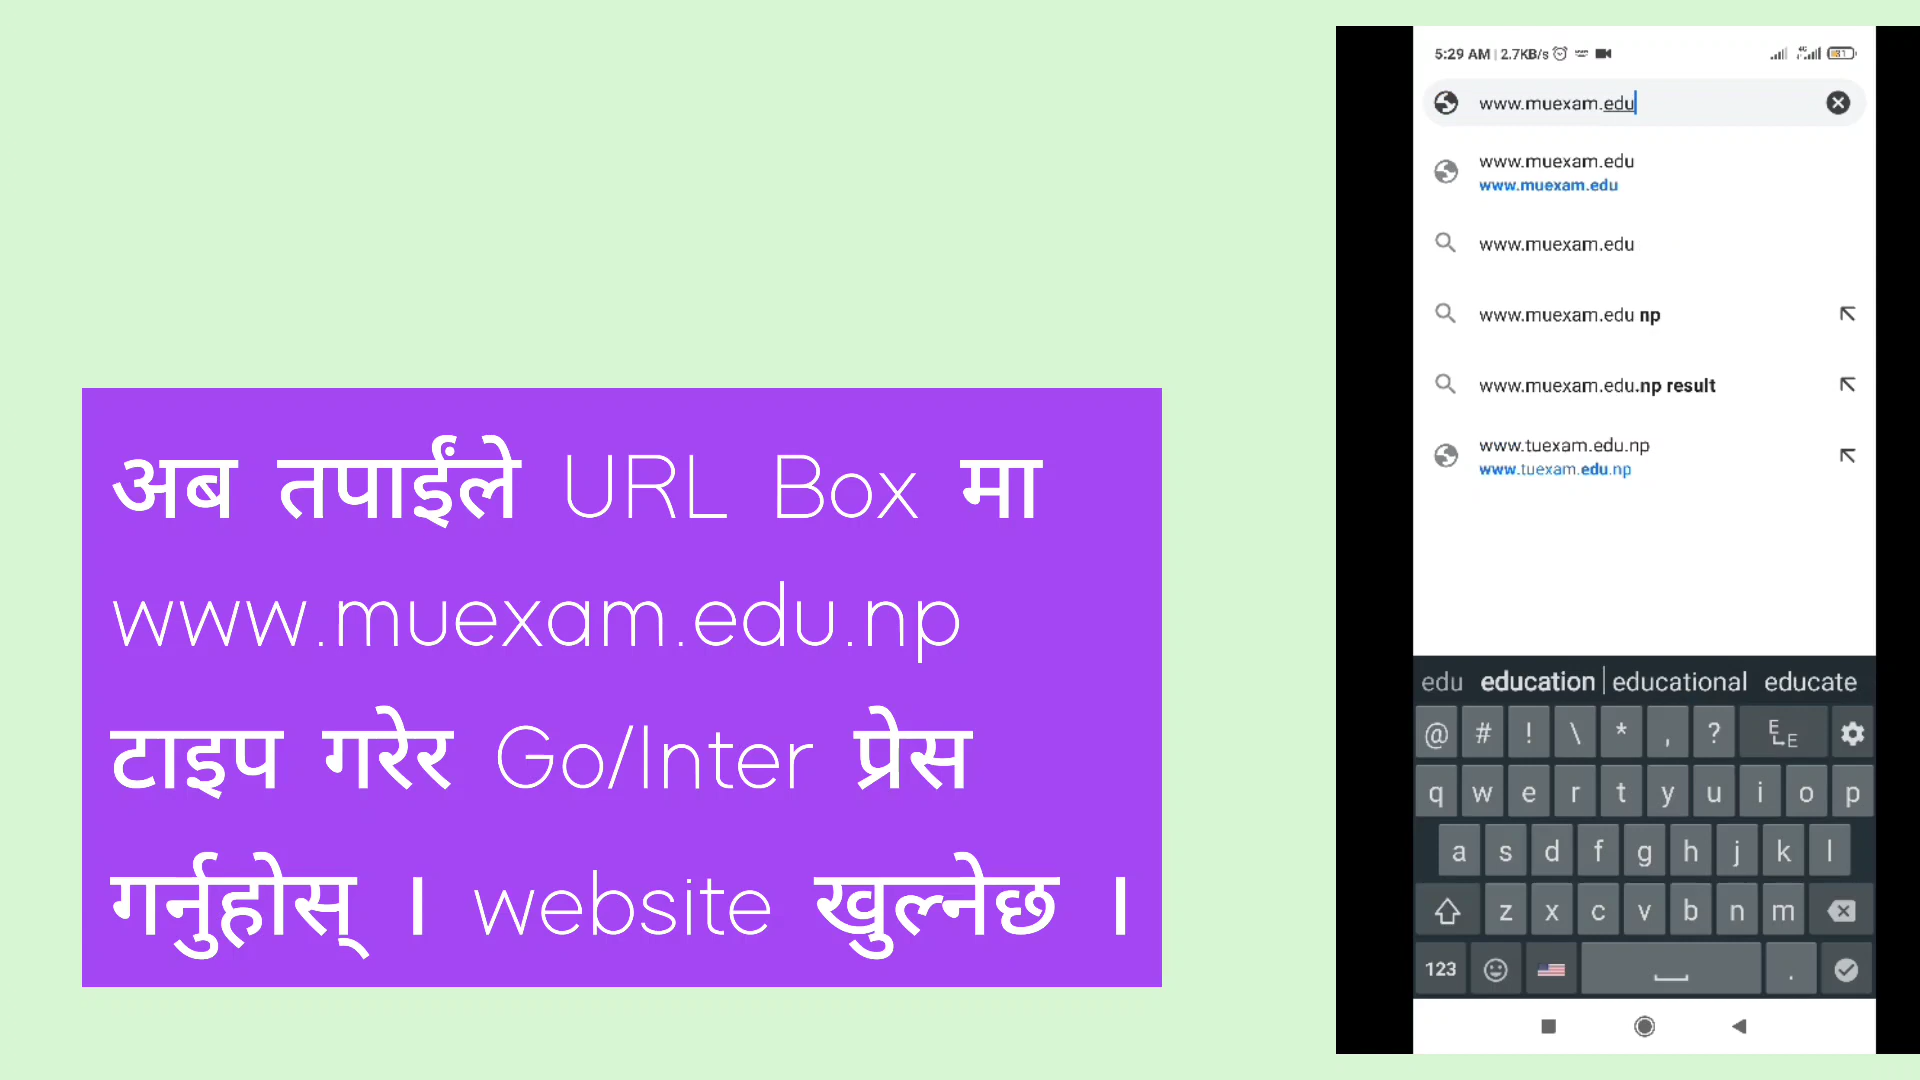 अब तपाईंले URL Box मा
www.muexam.edu.np
टाइप गरेर Go/Inter प्रेस
गर्नुहोस् । website खुल्नेछ ।
5:29 AM | 2.7KB/s
4G
www.muexam.edu
www.muexam.edu
www.muexam.edu
www.muexam.edu
www.muexam.edu np
www.muexam.edu.np result
www.tuexam.edu.np
www.tuexam.edu.np
edu education educational educate
@ # ! \ * , ? E E
q w e r t y u i o p
a s d f g h j k l
z x c v b n m
123 .